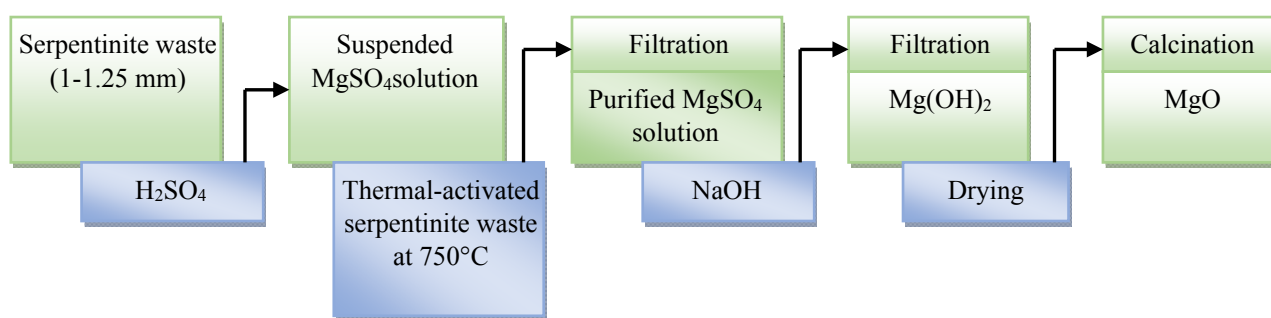 Serpentinite waste
(1-1.25 mm)
H₂SO₄
Suspended
MgSO₄solution
Thermal-activated
serpentinite waste
at 750°C
Filtration
Purified MgSO₄
solution
NaOH
Filtration
Mg(OH)₂
Drying
Calcination
MgO